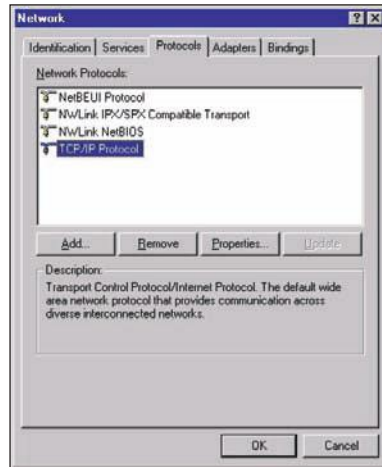 Network
Identification Services Protocols Adapters Bindings
Network Protocols:
NetBEUI Protocol
NWLink IPX/SPX Compatible Transport
NWLink NetBIOS
TCP/IP Protocol
Add... Remove Properties... Update
Description:
Transport Control Protocol/Internet Protocol. The default wide
area network protocol that provides communication across
diverse interconnected networks.
OK Cancel